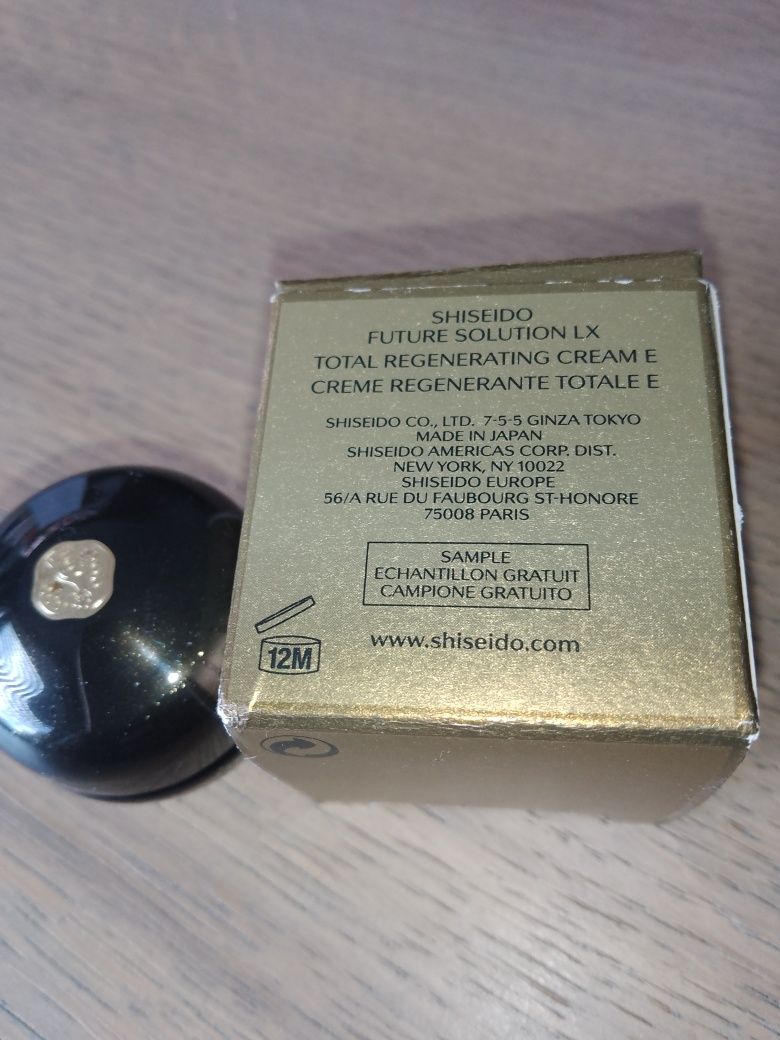 SHISEIDO
FUTURE SOLUTION LX
TOTAL REGENERATING CREAM E
CREME REGENERANTE TOTALE E
SHISEIDO CO., LTD. 7-5-5 GINZA TOKYO
MADE IN JAPAN
SHISEIDO AMERICAS CORP. DIST.
NEW YORK, NY 10022
SHISEIDO EUROPE
56/A RUE DU FAUBOURG ST-HONORE
75008 PARIS
SAMPLE
ECHANTILLON GRATUIT
CAMPIONE GRATUITO
www.shiseido.com
12M